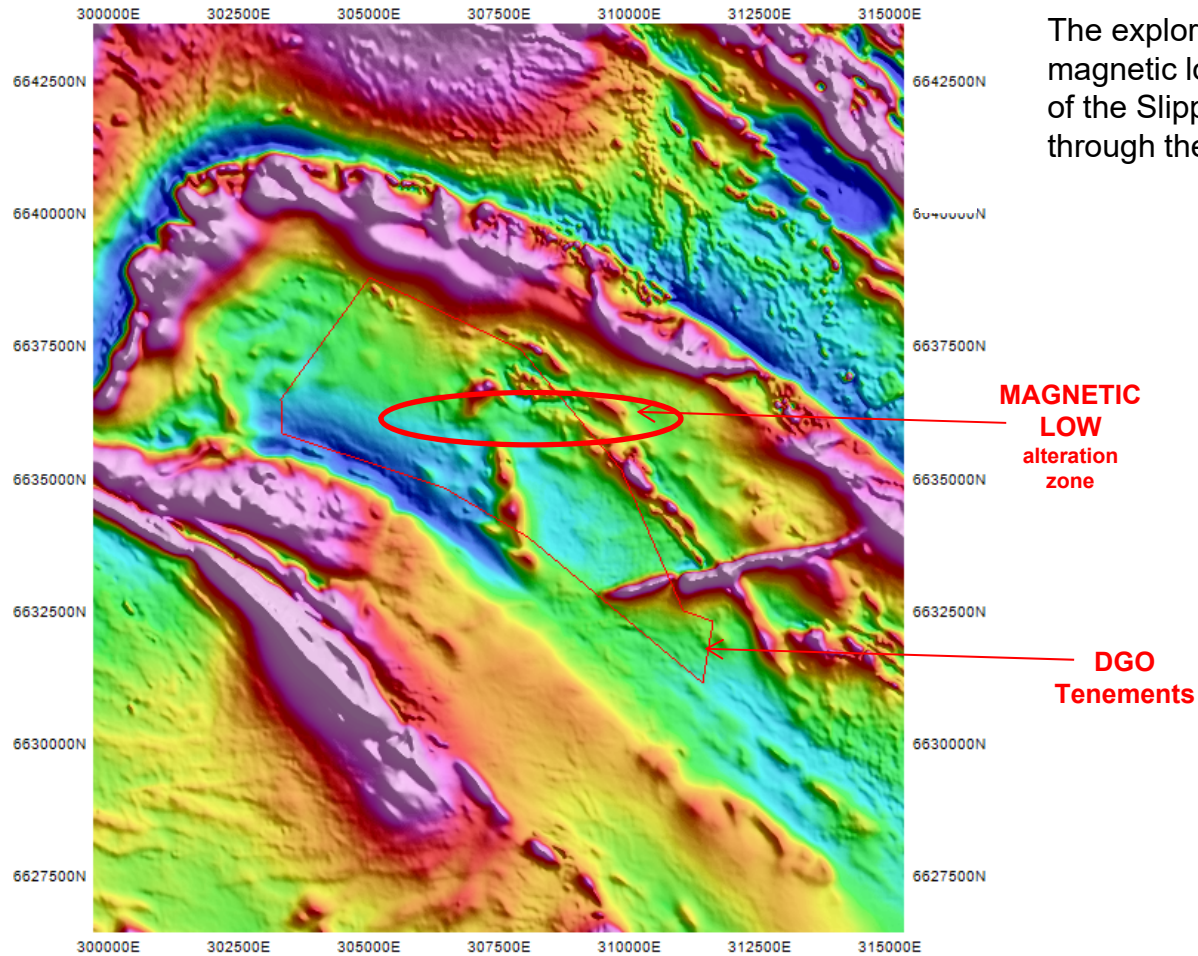 300000E 302500E 305000E 307500E 310000E 312500E 315000E
The explor
magnetic lo
of the Slipp
through the
6642500N 6642500N
6640000N
6637500N 6637500N
MAGNETIC
LOW
alteration
zone
6635000N 6635000N
6632500N 6632500N
DGO
Tenements
6630000N 6630000N
6627500N 6627500N
300000E 302500E 305000E 307500E 310000E 312500E 315000E